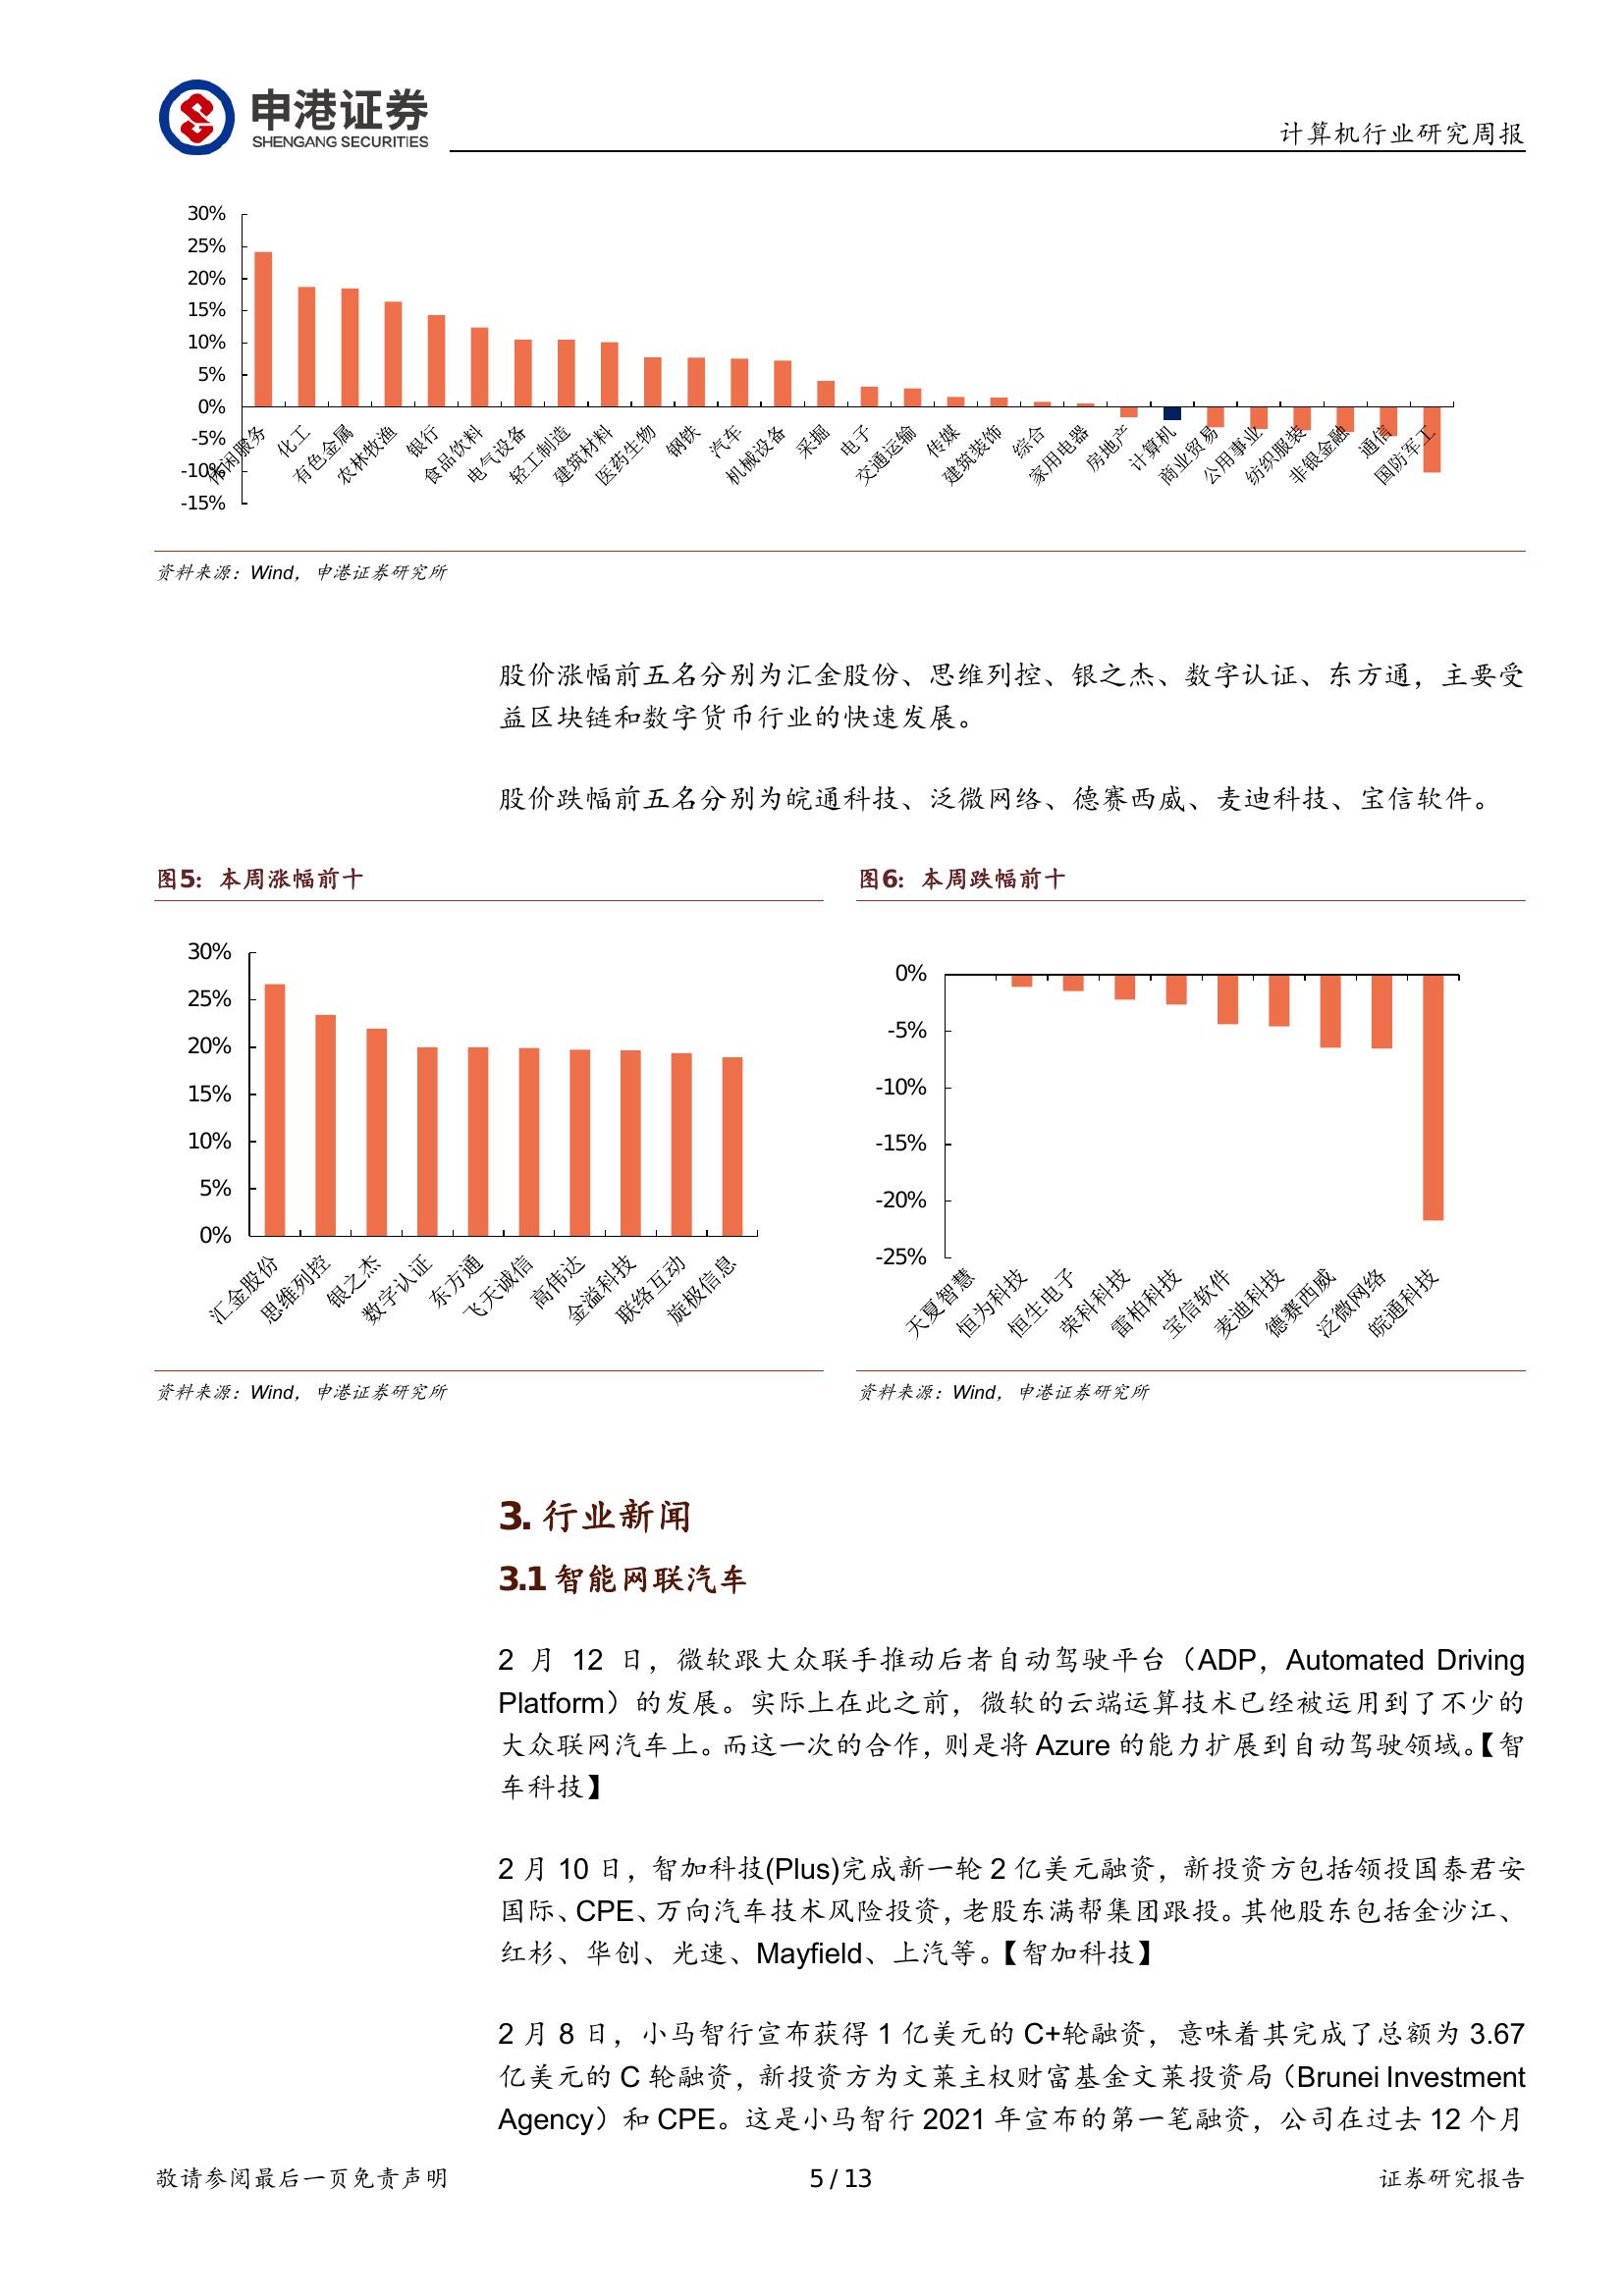 申港证券
SHENGANG SECURITIES
计算机行业研究周报
30%
25%
20%
15%
10%
5%
0%
-5%
-10%
-15%
休闲服务
化工
有色金属
农林牧渔
银行
食品饮料
电气设备
轻工制造
建筑材料
医药生物
钢铁
汽车
机械设备
采掘
电子
交通运输
传媒
建筑装饰
综合
家用电器
房地产
计算机
商业贸易
公用事业
纺织服装
非银金融
通信
国防军工
资料来源：Wind，申港证券研究所
股价涨幅前五名分别为汇金股份、思维列控、银之杰、数字认证、东方通，主要受
益区块链和数字货币行业的快速发展。
股价跌幅前五名分别为皖通科技、泛微网络、德赛西威、麦迪科技、宝信软件。
图5：本周涨幅前十
30%
25%
20%
15%
10%
5%
0%
汇金股份
思维列控
银之杰
数字认证
东方通
飞天诚信
高伟达
金溢科技
联络互动
旋极信息
资料来源：Wind，申港证券研究所
图6：本周跌幅前十
0%
-5%
-10%
-15%
-20%
-25%
天夏智慧
恒为科技
恒生电子
荣科科技
雷柏科技
宝信软件
麦迪科技
德赛西威
泛微网络
皖通科技
资料来源：Wind，申港证券研究所
3. 行业新闻
3.1 智能网联汽车
2 月 12 日，微软跟大众联手推动后者自动驾驶平台（ADP，Automated Driving
Platform）的发展。实际上在此之前，微软的云端运算技术已经被运用到了不少的
大众联网汽车上。而这一次的合作，则是将 Azure 的能力扩展到自动驾驶领域。【智
车科技】
2 月 10 日，智加科技(Plus)完成新一轮 2 亿美元融资，新投资方包括领投国泰君安
国际、CPE、万向汽车技术风险投资，老股东满帮集团跟投。其他股东包括金沙江、
红杉、华创、光速、Mayfield、上汽等。【智加科技】
2 月 8 日，小马智行宣布获得 1 亿美元的 C+轮融资，意味着其完成了总额为 3.67
亿美元的 C 轮融资，新投资方为文莱主权财富基金文莱投资局（Brunei Investment
Agency）和 CPE。这是小马智行 2021 年宣布的第一笔融资，公司在过去 12 个月
敬请参阅最后一页免责声明
5 / 13
证券研究报告